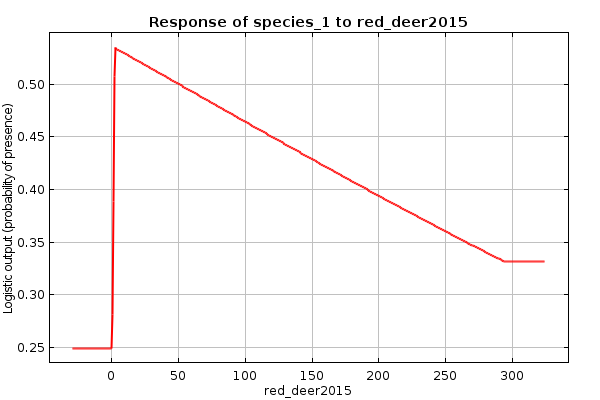 Response of species_1 to red_deer2015
Logistic output (probability of presence)
0.50
0.45
0.40
0.35
0.30
0.25
0 50 100 150 200 250 300
red_deer2015